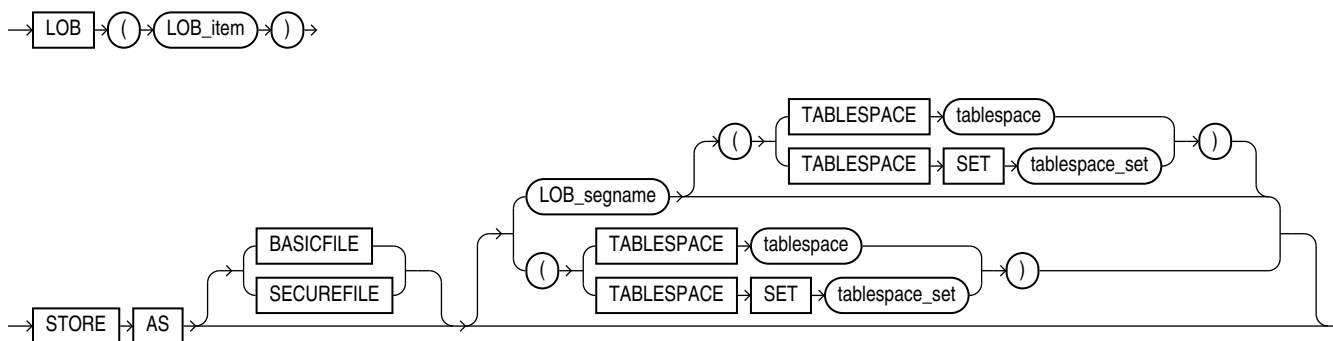 LOB ( LOB_item )
( TABLESPACE tablespace )
TABLESPACE SET tablespace_set
LOB_segname
BASICFILE
SECUREFILE
( TABLESPACE tablespace )
TABLESPACE SET tablespace_set
STORE AS